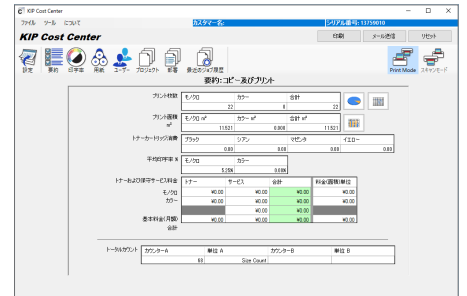 KIP Cost Center
ファイル ツール について
カスタマー名: シリアル番号: 13759010
KIP Cost Center 印刷 メール送信 リセット
設定 要約 印字率 用紙 ユーザー プロジェクト 部署 最近のジョブ履歴 Print Mode スキャンモード
要約:コピー及びプリント
プリント枚数 モノクロ カラー 合計
22 0 22
プリント面積 モノクロ ㎡ カラー ㎡ 合計 ㎡
㎡ 11.521 0.000 11.521
トナーカートリッジ消費 ブラック シアン マゼンタ イエロー
0.00 0.00 0.00 0.00
平均印字率 % モノクロ カラー
5.25% 0.00%
トナーおよび保守サービス料金 トナー サービス 合計 料金(面積)単位
モノクロ ¥0.00 ¥0.00 ¥0.00 ¥0.00
カラー ¥0.00 ¥0.00 ¥0.00 ¥0.00
¥0.00 ¥0.00
基本料金(月額) ¥0.00 ¥0.00 ¥0.00 ¥0.00
合計
トータルカウント カウンターA 単位 A カウンターB 単位 B
88 Size Count